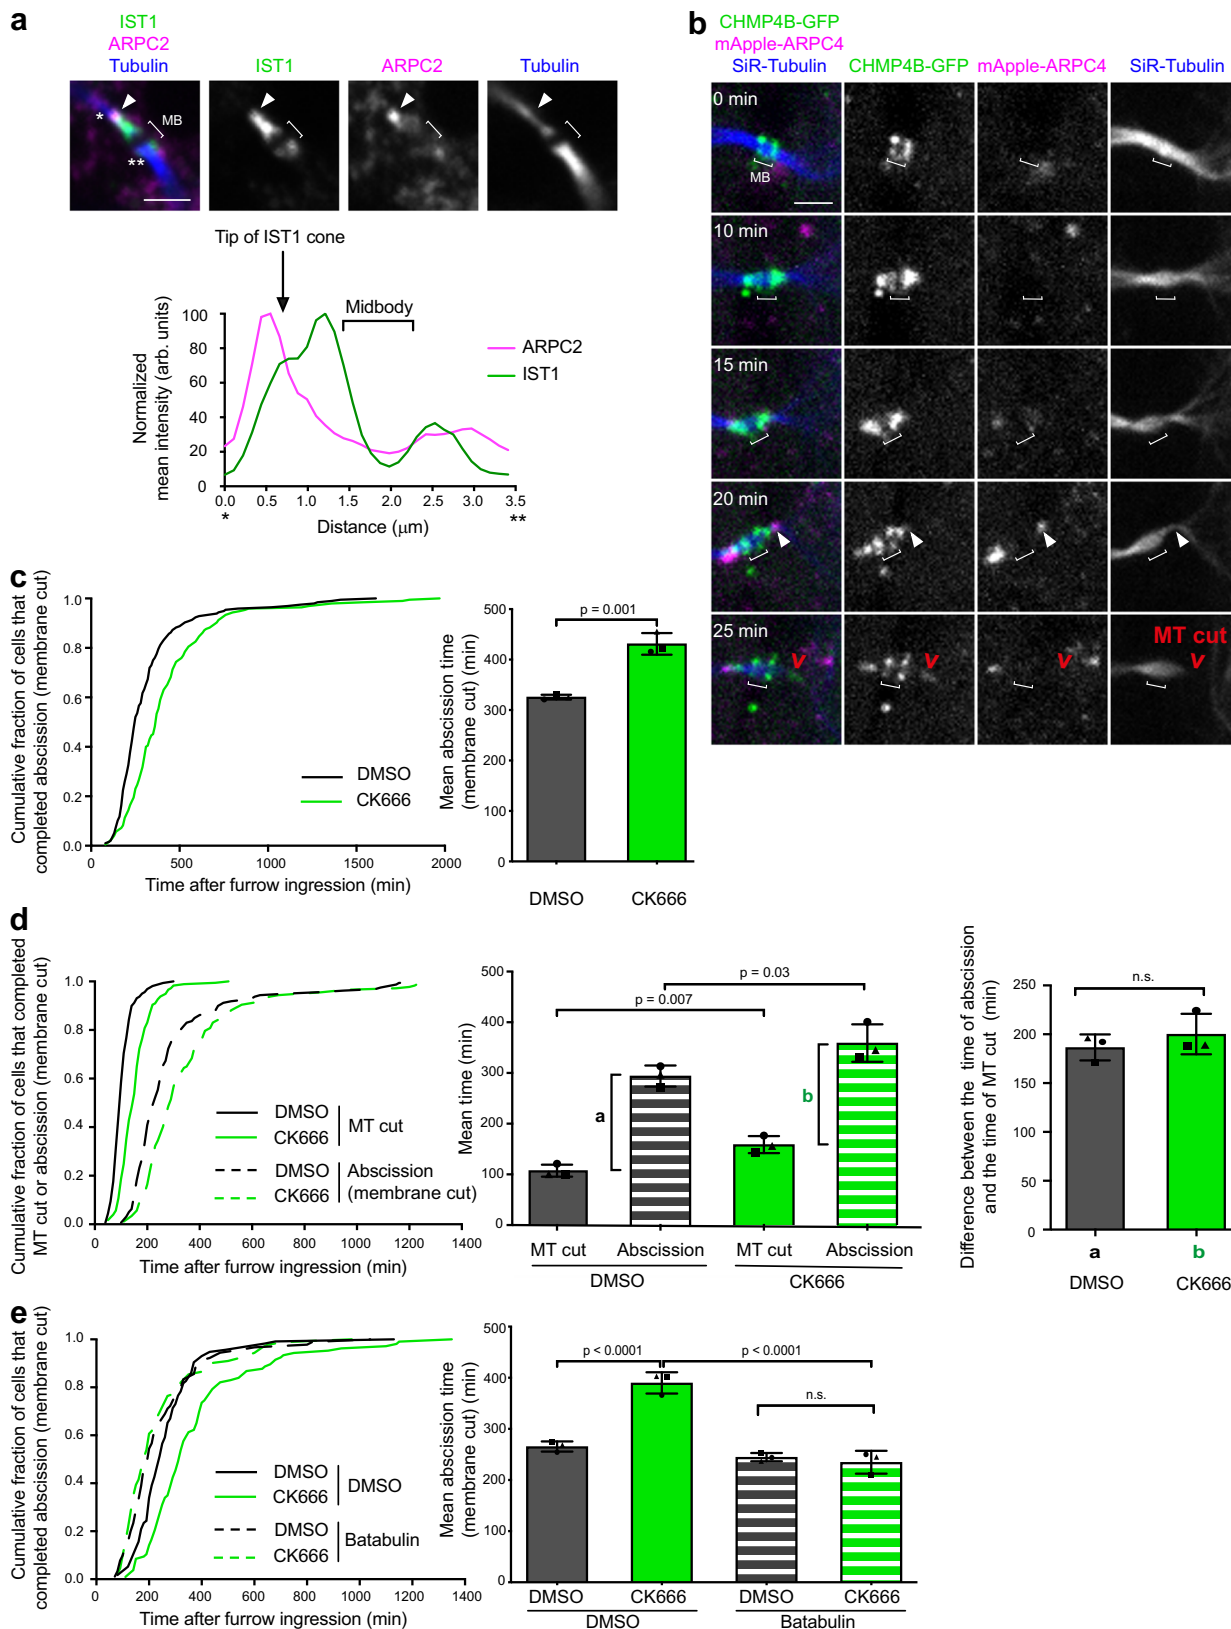 a
IST1
ARPC2
Tubulin
IST1
ARPC2
Tubulin
*
MB
**
Tip of IST1 cone
Midbody
ARPC2
IST1
Normalized
mean intensity (arb. units)
100
80
60
40
20
0
0.0 0.5 1.0 1.5 2.0 2.5 3.0 3.5
* **
Distance (μm)
b
CHMP4B-GFP
mApple-ARPC4
SiR-Tubulin
CHMP4B-GFP
mApple-ARPC4
SiR-Tubulin
0 min
MB
10 min
15 min
20 min
25 min
MT cut
V V V V
c
Cumulative fraction of cells that
completed abscission (membrane cut)
1.0
0.8
0.6
0.4
0.2
0.0
DMSO
CK666
0 500 1000 1500 2000
Time after furrow ingression (min)
Mean abscission time
(membrane cut) (min)
500
400
300
200
100
0
p = 0.001
DMSO CK666
d
Cumulative fraction of cells that completed
MT cut or abscission (membrane cut)
1.0
0.8
0.6
0.4
0.2
0.0
DMSO
CK666
MT cut
DMSO
CK666
Abscission
(membrane cut)
0 200 400 600 800 1000 1200 1400
Time after furrow ingression (min)
Mean time (min)
500
400
300
200
100
0
p = 0.03
p = 0.007
a
b
MT cut Abscission MT cut Abscission
DMSO CK666
Difference between the time of abscission
and the time of MT cut (min)
250
200
150
100
50
0
n.s.
a b
DMSO CK666
e
Cumulative fraction of cells that
completed abscission (membrane cut)
1.0
0.8
0.6
0.4
0.2
0.0
DMSO
CK666
DMSO
DMSO
CK666
Batabulin
0 200 400 600 800 1000 1200 1400
Time after furrow ingression (min)
Mean abscission time
(membrane cut) (min)
500
400
300
200
100
0
p < 0.0001 p < 0.0001
n.s.
DMSO CK666 DMSO CK666
DMSO Batabulin